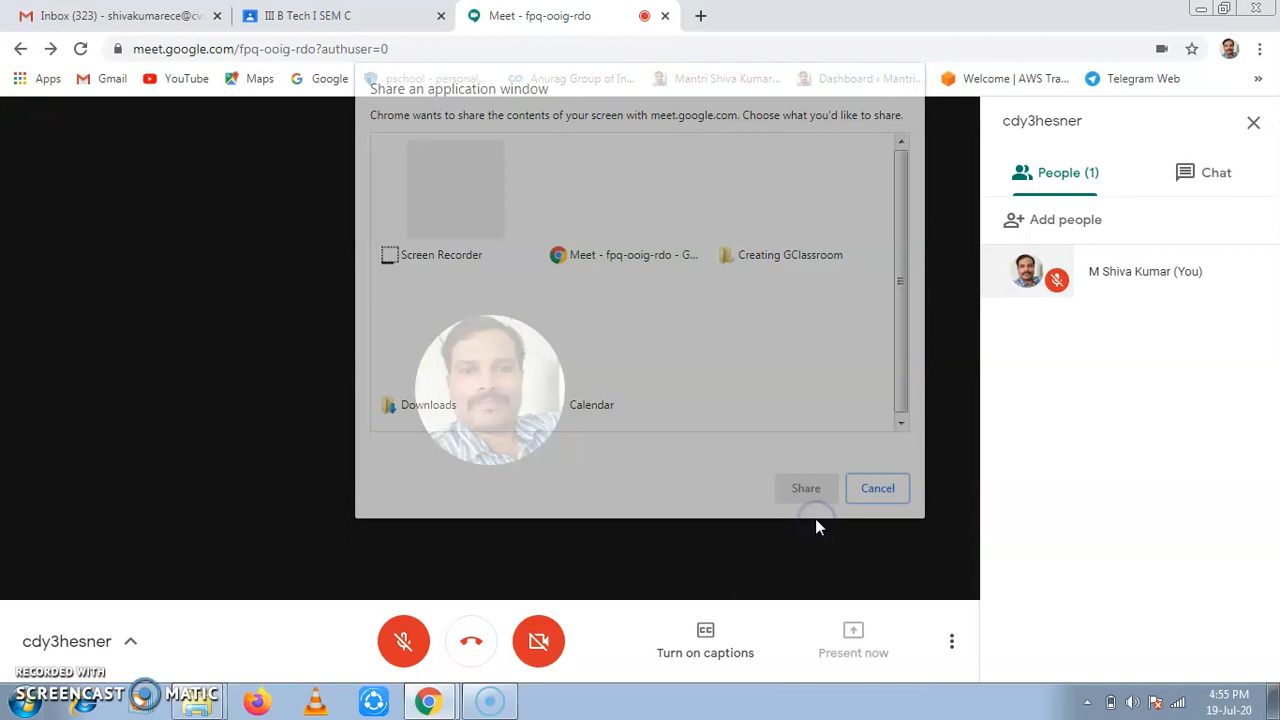 Inbox (323) - shivakumarece@cv
III B Tech I SEM C
Meet - fpq-ooig-rdo
meet.google.com/fpq-ooig-rdo?authuser=0
Apps
Gmail
YouTube
Maps
Google
pschool - personal...
Anurag Group of In...
Mantri Shiva Kumar...
Dashboard ‹ Mantri...
Welcome | AWS Tra...
Telegram Web
»
Share an application window
Chrome wants to share the contents of your screen with meet.google.com. Choose what you'd like to share.
Screen Recorder
Meet - fpq-ooig-rdo - G...
Creating GClassroom
Downloads
Calendar
Share
Cancel
cdy3hesner
People (1)
Chat
Add people
M Shiva Kumar (You)
cdy3hesner
Turn on captions
Present now
RECORDED WITH
SCREENCAST MATIC
4:55 PM
19-Jul-20